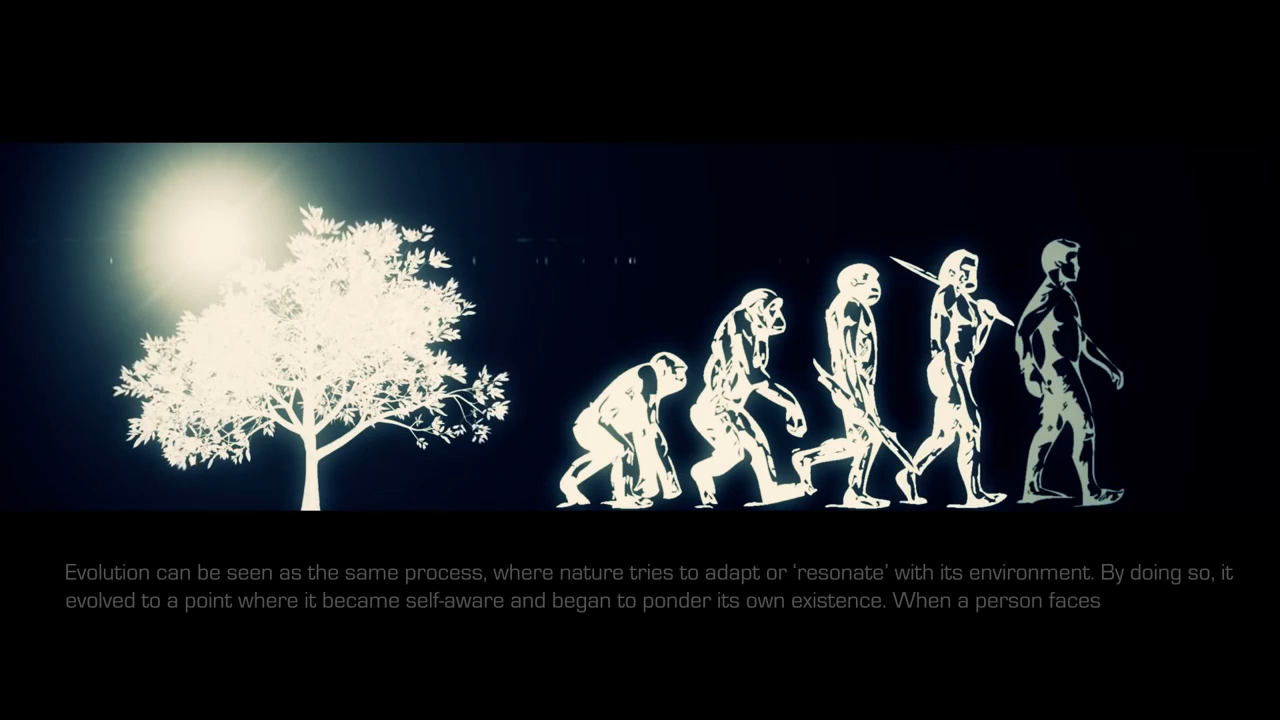 Evolution can be seen as the same process, where nature tries to adapt or ‘resonate’ with its environment. By doing so, it
evolved to a point where it became self-aware and began to ponder its own existence. When a person faces